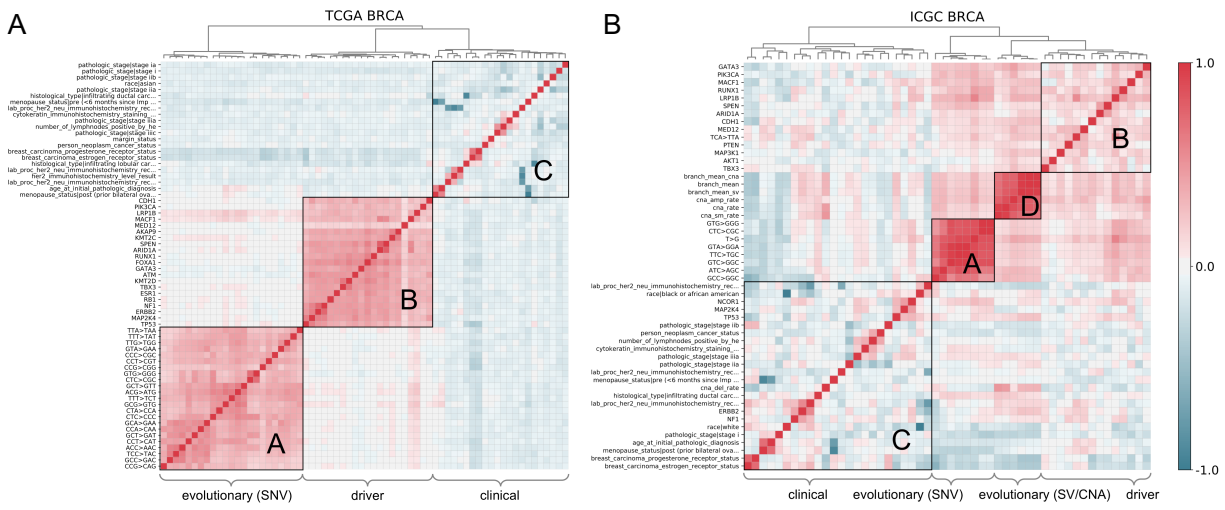 A
TCGA BRCA
pathologic_stage|stage ia
pathologic_stage|stage i
pathologic_stage|stage iib
race|asian
pathologic_stage|stage iia
histological_type|infiltrating ductal carc...
menopause_status|pre (<6 months since lmp ...
lab_proc_her2_neu_immunohistochemistry_rec...
cytokeratin_immunohistochemistry_staining_...
pathologic_stage|stage iiia
number_of_lymphnodes_positive_by_he
pathologic_stage|stage iiic
margin_status
person_neoplasm_cancer_status
breast_carcinoma_progesterone_receptor_status
breast_carcinoma_estrogen_receptor_status
histological_type|infiltrating lobular car...
lab_proc_her2_neu_immunohistochemistry_rec...
her2_immunohistochemistry_level_result
lab_proc_her2_neu_immunohistochemistry_rec...
age_at_initial_pathologic_diagnosis
menopause_status|post (prior bilateral ova...
CDH1
PIK3CA
LRP1B
MACF1
MED12
AKAP9
KMT2C
SPEN
ARID1A
RUNX1
FOXA1
GATA3
ATM
KMT2D
TBX3
ESR1
RB1
NF1
ERBB2
MAP2K4
TP53
TTA>TAA
TTT>TAT
TTG>TGG
GTA>GAA
CCC>CGC
CCT>CGT
CCG>CGG
GTG>GGG
CTC>CGC
GCT>GTT
ACG>ATG
TTT>TCT
GCG>GTG
CTA>CCA
CTC>CCC
GCA>GAA
CCA>CAA
GCT>GAT
CCT>CAT
ACC>AAC
TCC>TAC
GCC>GAC
CCG>CAG
C
B
A
evolutionary (SNV)
driver
clinical
B
ICGC BRCA
GATA3
PIK3CA
MACF1
RUNX1
LRP1B
SPEN
ARID1A
CDH1
MED12
TCA>TTA
PTEN
MAP3K1
AKT1
TBX3
branch_mean_cna
branch_mean
branch_mean_sv
cna_amp_rate
cna_rate
cna_sm_rate
GTG>GGG
CTC>CGC
T>G
GTA>GGA
TTC>TGC
GTC>GGC
ATC>AGC
GCC>GGC
lab_proc_her2_neu_immunohistochemistry_rec...
race|black or african american
NCOR1
MAP2K4
TP53
pathologic_stage|stage iib
person_neoplasm_cancer_status
number_of_lymphnodes_positive_by_he
cytokeratin_immunohistochemistry_staining_...
pathologic_stage|stage iiia
pathologic_stage|stage iia
lab_proc_her2_neu_immunohistochemistry_rec...
menopause_status|pre (<6 months since lmp ...
cna_del_rate
histological_type|infiltrating ductal carc...
lab_proc_her2_neu_immunohistochemistry_rec...
ERBB2
NF1
race|white
pathologic_stage|stage i
age_at_initial_pathologic_diagnosis
menopause_status|post (prior bilateral ova...
breast_carcinoma_progesterone_receptor_status
breast_carcinoma_estrogen_receptor_status
B
D
A
C
clinical
evolutionary (SNV)
evolutionary (SV/CNA)
driver
1.0
0.0
-1.0